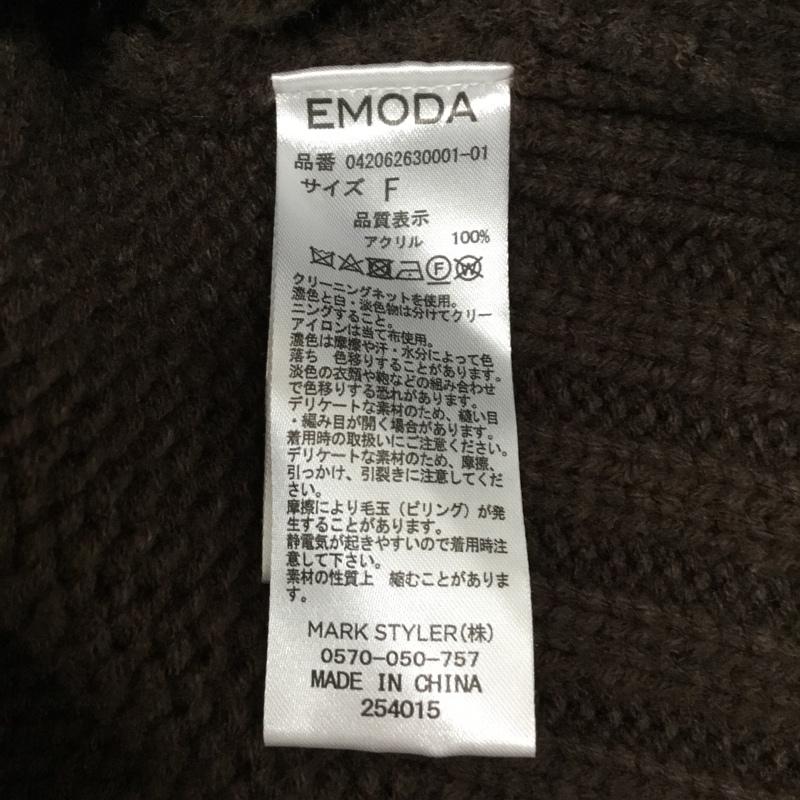 EMODA
品番 042062630001-01
サイズ F
品質表示
アクリル 100%
クリーニングネットを使用。
濃色と白・淡色物は分けてクリー
ニングすること。
アイロンは当て布使用。
濃色は摩擦や汗・水分によって色
落ち 色移りすることがあります。
淡色の衣類や鞄などの組み合わせ
で色移りする恐れがあります。
デリケートな素材のため、縫い目
・編み目が開く場合があります。
着用時の取扱いにご注意ください。
デリケートな素材のため、摩擦、
引っかけ、引裂きに注意してくだ
さい。
摩擦により毛玉(ピリング)が発
生することがあります。
静電気が起きやすいので着用時注
意して下さい。
素材の性質上 縮むことがありま
す。
MARK STYLER(株)
0570-050-757
MADE IN CHINA
254015